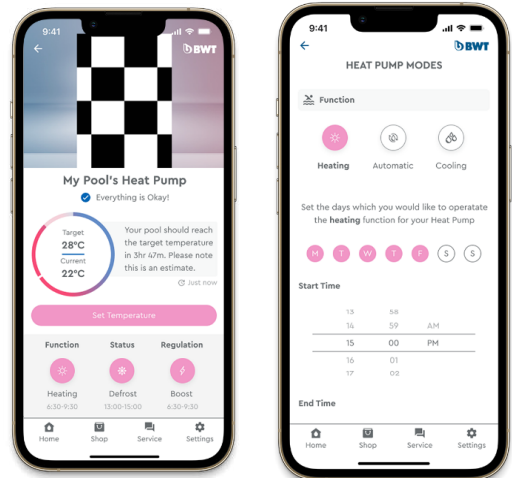 9:41
BWT
My Pool's Heat Pump
Everything is Okay!
Target
28°C
Current
22°C
Your pool should reach
the target temperature
in 3hr 47m. Please note
this is an estimate.
Just now
Set Temperature
Function Status Regulation
Heating Defrost Boost
6:30-9:30 13:00-15:00 6:30-9:30
Home Shop Service Settings
9:41
BWT
HEAT PUMP MODES
Function
Heating Automatic Cooling
Set the days which you would like to operatate
the heating function for your Heat Pump
M T W T F S S
Start Time
13 58
14 59 AM
15 00 PM
16 01
17 02
End Time
Home Shop Service Settings